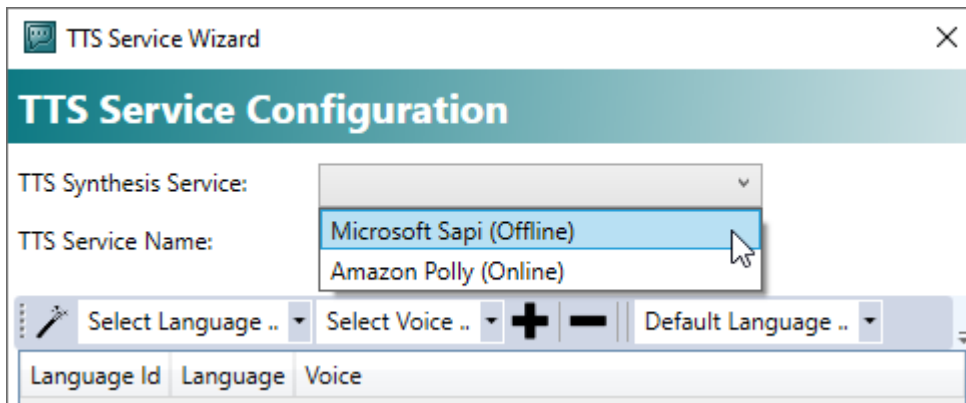 TTS Service Wizard
TTS Service Configuration
TTS Synthesis Service:
Microsoft Sapi (Offline)
TTS Service Name:
Amazon Polly (Online)
Select Language .. Select Voice .. Default Language ..
Language Id Language Voice